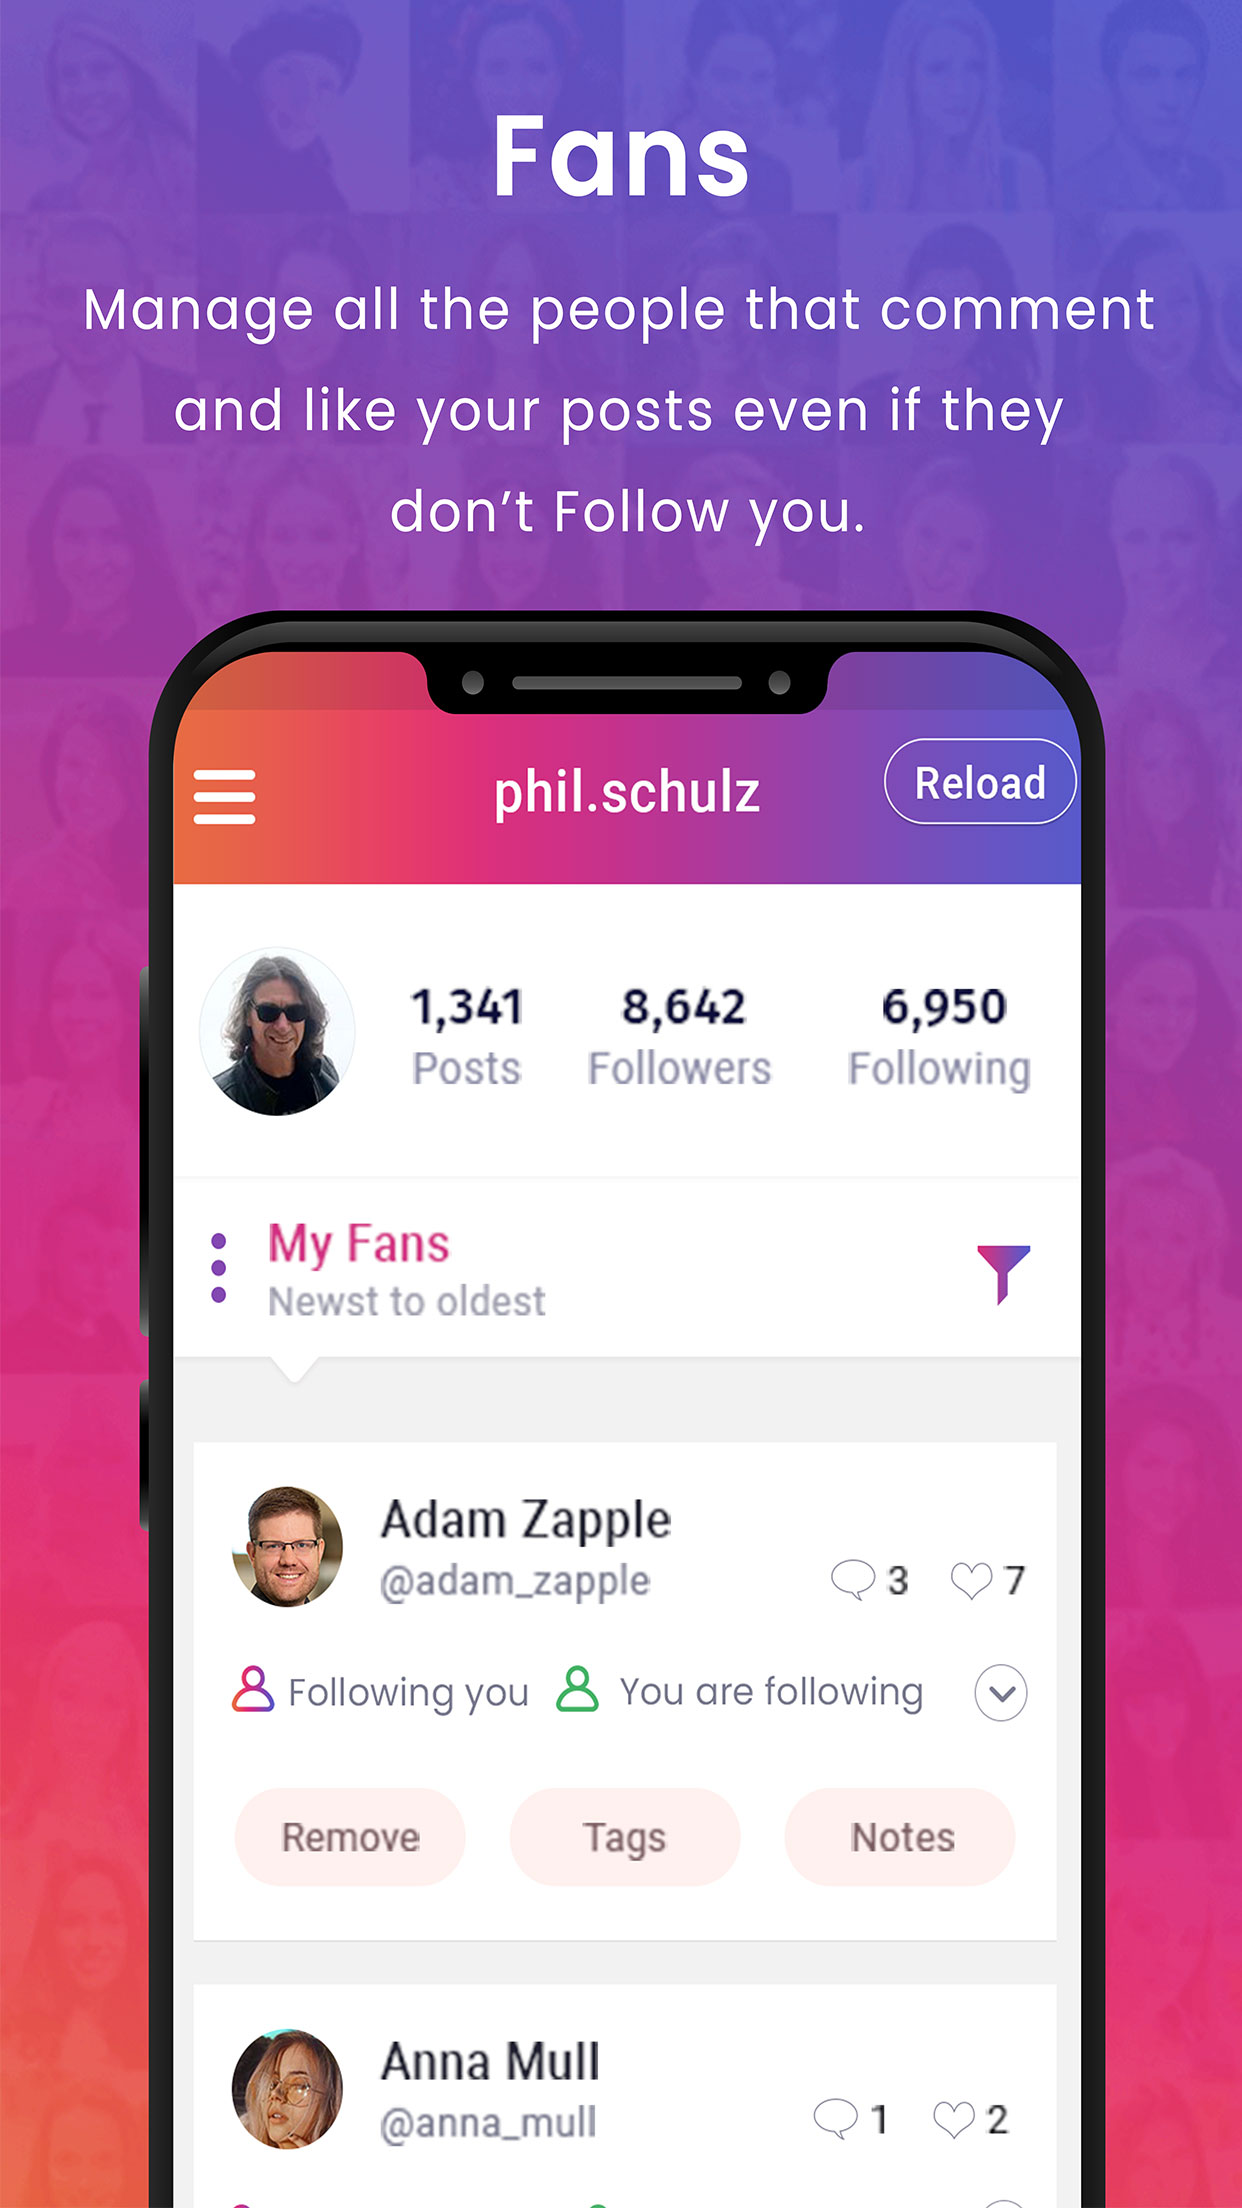 Fans
Manage all the people that comment
and like your posts even if they
don’t Follow you.
phil.schulz
Reload
1,341 8,642 6,950
Posts Followers Following
My Fans
Newst to oldest
Adam Zapple
@adam_zapple 3 7
Following you You are following
Remove Tags Notes
Anna Mull
@anna_mull 1 2